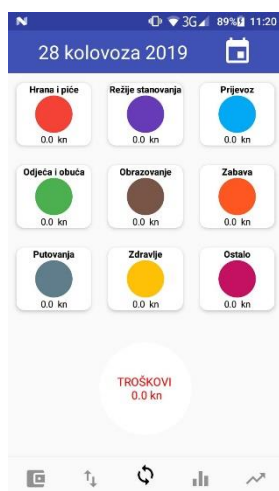 3G 89% 11:20
28 kolovoza 2019
Hrana i piće Režije stanovanja Prijevoz
0.0 kn 0.0 kn 0.0 kn
Odjeća i obuća Obrazovanje Zabava
0.0 kn 0.0 kn 0.0 kn
Putovanja Zdravlje Ostalo
0.0 kn 0.0 kn 0.0 kn
TROŠKOVI
0.0 kn